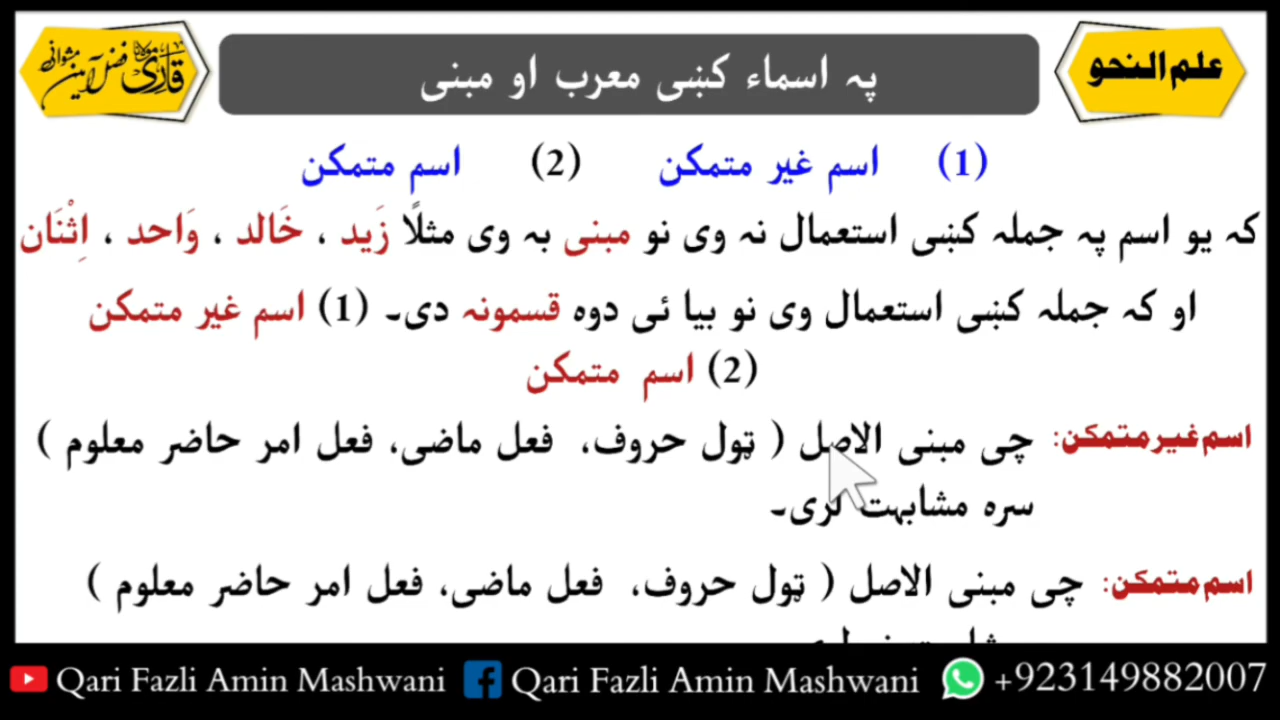 علم النحو
په اسماء کښی معرب او مبنی
قاری مولانا فضل آمین مشوانی
(1) اسم غیر متمکن (2) اسم متمکن
که یو اسم په جمله کښی استعمال نه وی نو مبنی به وی مثلاً زَید ، خَالد ، وَاحد ، اِثْنَان
او که جمله کښی استعمال وی نو بیا ئی دوه قسمونه دی۔ (1) اسم غیر متمکن
(2) اسم متمکن
اسم غیر متمکن: چی مبنی الاصل ( ټول حروف، فعل ماضی، فعل امر حاضر معلوم )
سره مشابهت لری۔
اسم متمکن: چی مبنی الاصل ( ټول حروف، فعل ماضی، فعل امر حاضر معلوم )
Qari Fazli Amin Mashwani Qari Fazli Amin Mashwani +923149882007